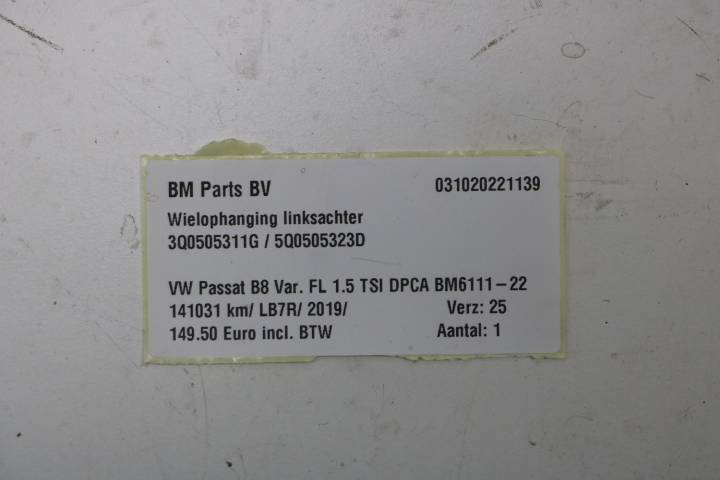 BM Parts BV 031020221139
Wielophanging linksachter
3Q0505311G / 5Q0505323D
VW Passat B8 Var. FL 1.5 TSI DPCA BM6111-22
141031 km/ LB7R/ 2019/ Verz: 25
149.50 Euro incl. BTW Aantal: 1